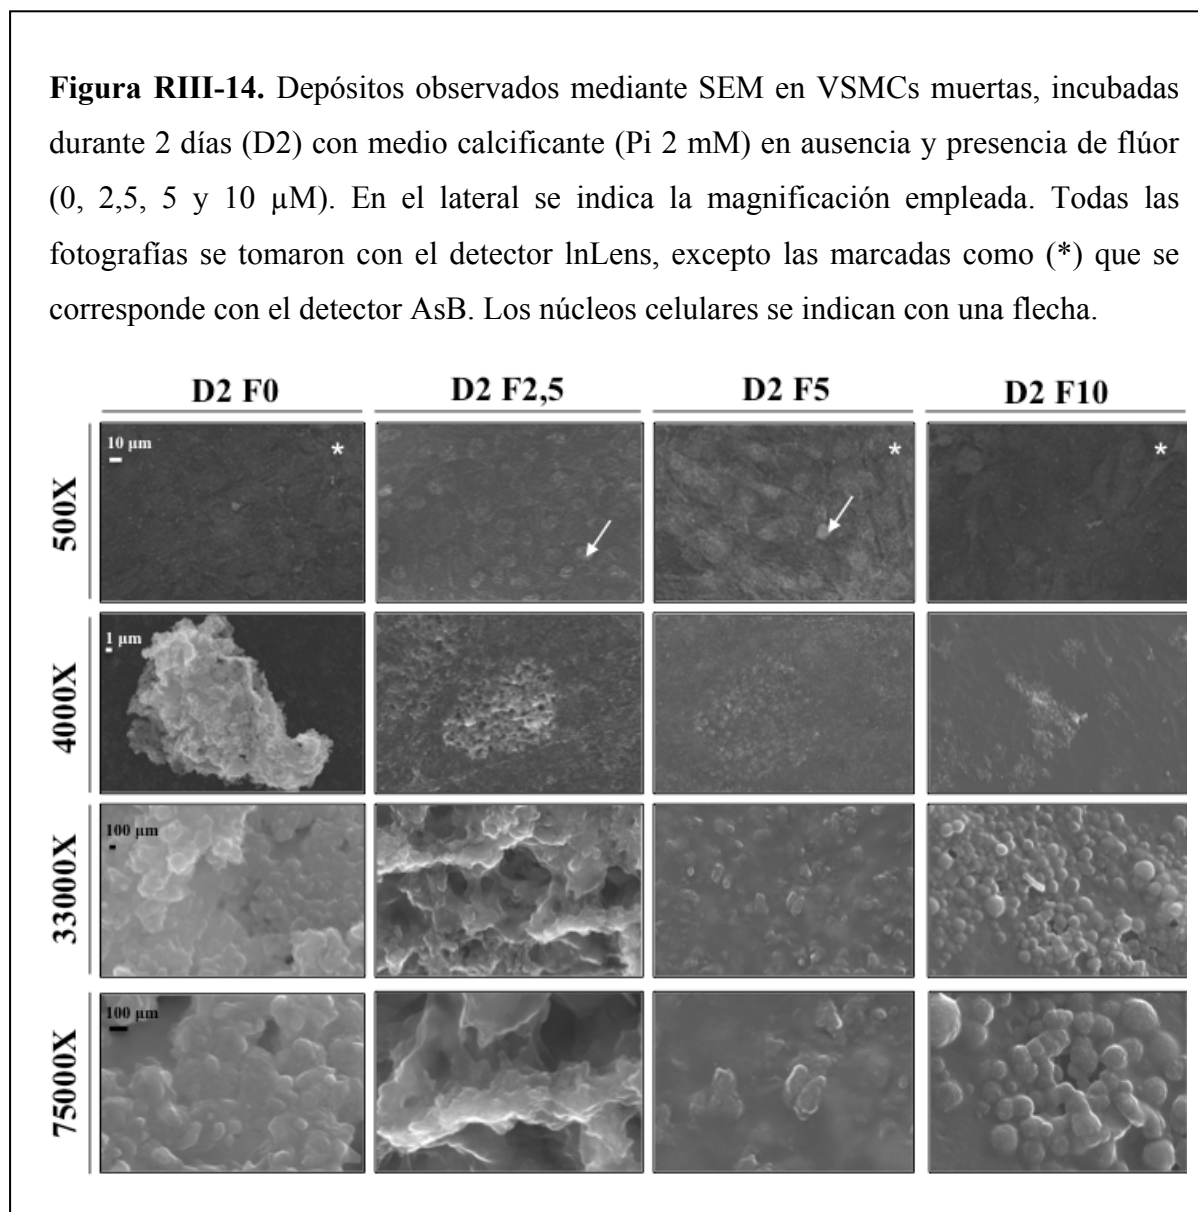 Figura RIII-14. Depósitos observados mediante SEM en VSMCs muertas, incubadas
durante 2 días (D2) con medio calcificante (Pi 2 mM) en ausencia y presencia de flúor
(0, 2,5, 5 y 10 µM). En el lateral se indica la magnificación empleada. Todas las
fotografías se tomaron con el detector lnLens, excepto las marcadas como (*) que se
corresponde con el detector AsB. Los núcleos celulares se indican con una flecha.
D2 F0 D2 F2,5 D2 F5 D2 F10
500X
10 µm * * *
4000X
1 µm
33000X
100 µm
75000X
100 µm